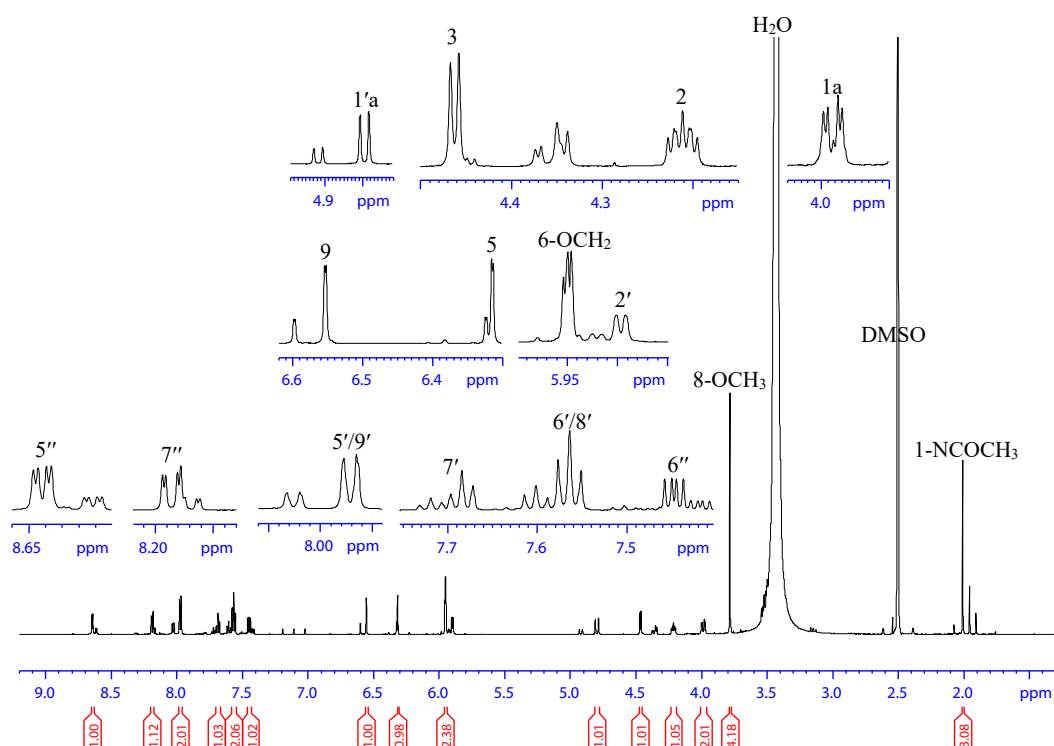 H₂O
3
1′a
2
1a
4.9 ppm
4.4 4.3 ppm
4.0 ppm
9
5
6-OCH₂
2′
DMSO
6.6 6.5 6.4 ppm
5.95 ppm
8-OCH₃
5′′
7′′
5′/9′
7′
6′/8′
6′′
1-NCOCH₃
8.65 ppm
8.20 ppm
8.00 ppm
7.7 7.6 7.5 ppm
9.0 8.5 8.0 7.5 7.0 6.5 6.0 5.5 5.0 4.5 4.0 3.5 3.0 2.5 2.0 ppm
1.00 1.12 2.01 1.03 2.06 1.02 1.00 0.98 2.38 1.01 1.01 1.05 2.01 4.18 3.08